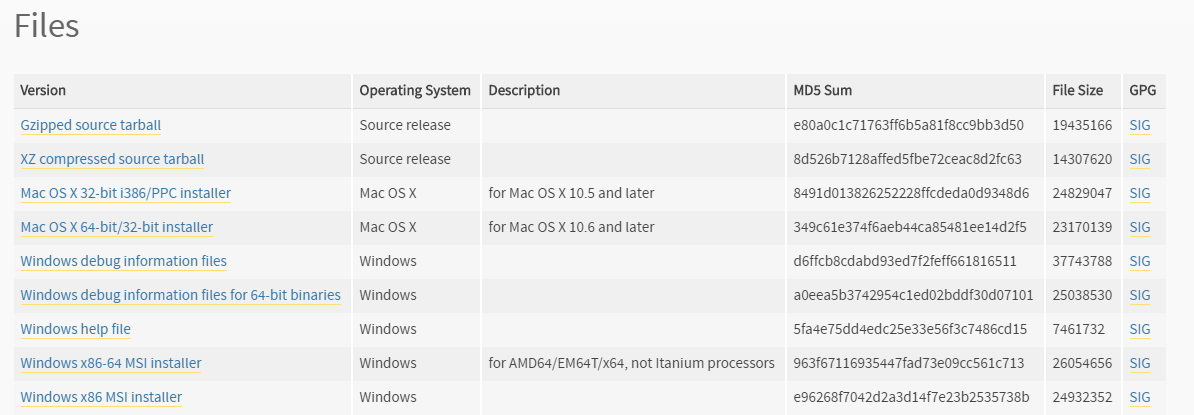 Files
Version Operating System Description MD5 Sum File Size GPG
Gzipped source tarball Source release e80a0c1c71763ff6b5a81f8cc9bb3d50 19435166 SIG
XZ compressed source tarball Source release 8d526b7128affed5fbe72ceac8d2fc63 14307620 SIG
Mac OS X 32-bit i386/PPC installer Mac OS X for Mac OS X 10.5 and later 8491d013826252228ffcdeda0d9348d6 24829047 SIG
Mac OS X 64-bit/32-bit installer Mac OS X for Mac OS X 10.6 and later 349c61e374f6aeb44ca85481ee14d2f5 23170139 SIG
Windows debug information files Windows d6ffcb8cdabd93ed7f2feff661816511 37743788 SIG
Windows debug information files for 64-bit binaries Windows a0eea5b3742954c1ed02bddf30d07101 25038530 SIG
Windows help file Windows 5fa4e75dd4edc25e33e56f3c7486cd15 7461732 SIG
Windows x86-64 MSI installer Windows for AMD64/EM64T/x64, not Itanium processors 963f67116935447fad73e09cc561c713 26054656 SIG
Windows x86 MSI installer Windows e96268f7042d2a3d14f7e23b2535738b 24932352 SIG